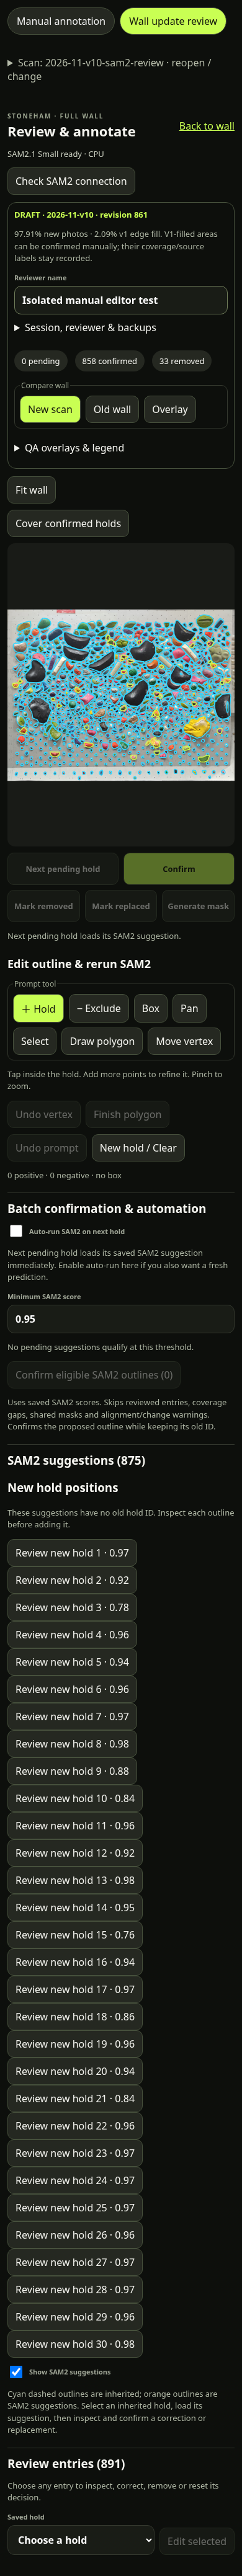 Manual annotation
Wall update review
▶ Scan: 2026-11-v10-sam2-review · reopen /
change
STONEHAM · FULL WALL
Review & annotate
Back to wall
SAM2.1 Small ready · CPU
Check SAM2 connection
DRAFT · 2026-11-v10 · revision 861
97.91% new photos · 2.09% v1 edge fill. V1-filled areas
can be confirmed manually; their coverage/source
labels stay recorded.
Reviewer name
Isolated manual editor test
▶ Session, reviewer & backups
0 pending
858 confirmed
33 removed
Compare wall
New scan
Old wall
Overlay
▶ QA overlays & legend
Fit wall
Cover confirmed holds
Next pending hold
Confirm
Mark removed
Mark replaced
Generate mask
Next pending hold loads its SAM2 suggestion.
Edit outline & rerun SAM2
Prompt tool
＋ Hold
− Exclude
Box
Pan
Select
Draw polygon
Move vertex
Tap inside the hold. Add more points to refine it. Pinch to
zoom.
Undo vertex
Finish polygon
Undo prompt
New hold / Clear
0 positive · 0 negative · no box
Batch confirmation & automation
Auto-run SAM2 on next hold
Next pending hold loads its saved SAM2 suggestion
immediately. Enable auto-run here if you also want a fresh
prediction.
Minimum SAM2 score
0.95
No pending suggestions qualify at this threshold.
Confirm eligible SAM2 outlines (0)
Uses saved SAM2 scores. Skips reviewed entries, coverage
gaps, shared masks and alignment/change warnings.
Confirms the proposed outline while keeping its old ID.
SAM2 suggestions (875)
New hold positions
These suggestions have no old hold ID. Inspect each outline
before adding it.
Review new hold 1 · 0.97
Review new hold 2 · 0.92
Review new hold 3 · 0.78
Review new hold 4 · 0.96
Review new hold 5 · 0.94
Review new hold 6 · 0.96
Review new hold 7 · 0.97
Review new hold 8 · 0.98
Review new hold 9 · 0.88
Review new hold 10 · 0.84
Review new hold 11 · 0.96
Review new hold 12 · 0.92
Review new hold 13 · 0.98
Review new hold 14 · 0.95
Review new hold 15 · 0.76
Review new hold 16 · 0.94
Review new hold 17 · 0.97
Review new hold 18 · 0.86
Review new hold 19 · 0.96
Review new hold 20 · 0.94
Review new hold 21 · 0.84
Review new hold 22 · 0.96
Review new hold 23 · 0.97
Review new hold 24 · 0.97
Review new hold 25 · 0.97
Review new hold 26 · 0.96
Review new hold 27 · 0.97
Review new hold 28 · 0.97
Review new hold 29 · 0.96
Review new hold 30 · 0.98
Show SAM2 suggestions
Cyan dashed outlines are inherited; orange outlines are
SAM2 suggestions. Select an inherited hold, load its
suggestion, then inspect and confirm a correction or
replacement.
Review entries (891)
Choose any entry to inspect, correct, remove or reset its
decision.
Saved hold
Choose a hold
Edit selected